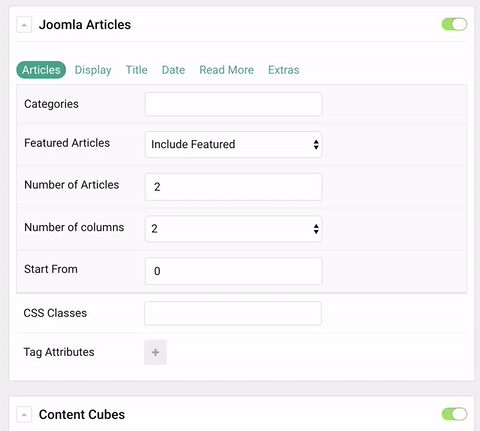 Joomla Articles
Articles Display Title Date Read More Extras
Categories
Featured Articles Include Featured
Number of Articles 2
Number of columns 2
Start From 0
CSS Classes
Tag Attributes +
Content Cubes